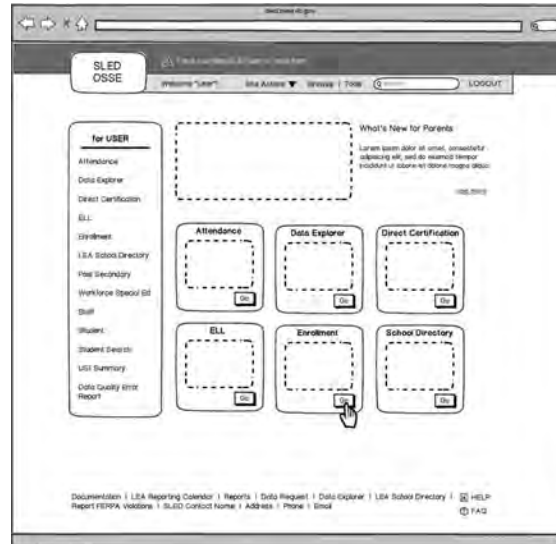 SLED
OSSE
Welcome "User"!
Site Actions ▼
Browse | Tools
LOGOUT
for USER
Attendance
Data Explorer
Direct Certification
ELL
Enrollment
LEA School Directory
Post Secondary
Workforce Special Ed
Staff
Student
Student Search
USI Summary
Data Quality Error
Report
What's New for Parents
Lorem ipsum dolor sit amet, consectetur
adipiscing elit, sed do eiusmod tempor
incididunt ut labore et dolore magna aliqua
Attendance
Go
Data Explorer
Go
Direct Certification
Go
ELL
Go
Enrollment
Go
School Directory
Go
Documentation | LEA Reporting Calendar | Reports | Data Request | Data Explorer | LEA School Directory |
Report FERPA Violations | SLED Contact Name | Address | Phone | Email
HELP
FAQ